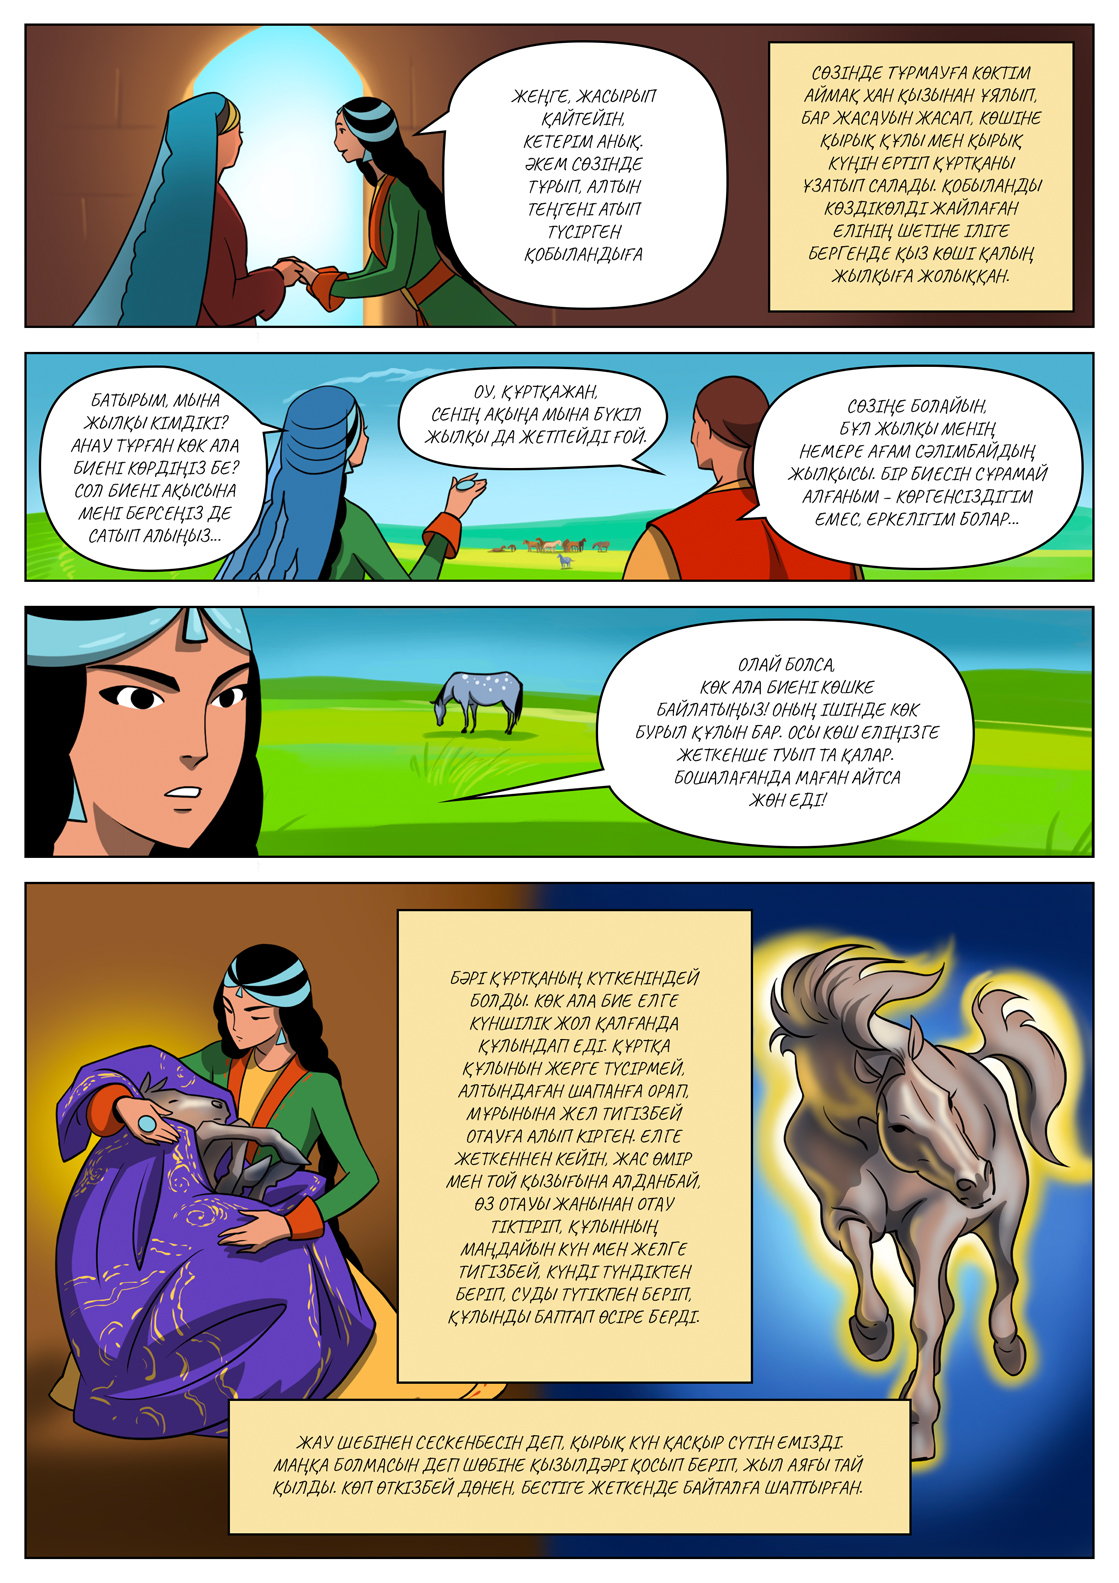 ЖЕҢГЕ, ЖАСЫРЫП
ҚАЙТЕЙІН,
КЕТЕРІМ АНЫҚ.
ӘКЕМ СӨЗІНДЕ
ТҰРЫП, АЛТЫН
ТЕҢГЕНІ АТЫП
ТҮСІРГЕН
ҚОБЫЛАНДЫҒА
СӨЗІНДЕ ТҰРМАУҒА КӨКТІМ
АЙМАҚ ХАН ҚЫЗЫНАН ҰЯЛЫП,
БАР ЖАСАУЫН ЖАСАП, КӨШІНЕ
ҚЫРЫҚ ҚҰЛЫ МЕН ҚЫРЫҚ
КҮҢІН ЕРТІП ҚҰРТҚАНЫ
ҰЗАТЫП САЛАДЫ. ҚОБЫЛАНДЫ
КӨЗДІКӨЛДІ ЖАЙЛАҒАН
ЕЛІНІҢ ШЕТІНЕ ІЛІГЕ
БЕРГЕНДЕ ҚЫЗ КӨШІ ҚАЛЫҢ
ЖЫЛҚЫҒА ЖОЛЫҚҚАН.
БАТЫРЫМ, МЫНА
ЖЫЛҚЫ КІМДІКІ?
АНАУ ТҰРҒАН КӨК АЛА
БИЕНІ КӨРДІҢІЗ БЕ?
СОЛ БИЕНІ АҚЫСЫНА
МЕНІ БЕРСЕҢІЗ ДЕ
САТЫП АЛЫҢЫЗ...
ОУ, ҚҰРТҚАЖАН,
СЕНІҢ АҚЫҢА МЫНА БҮКІЛ
ЖЫЛҚЫ ДА ЖЕТПЕЙДІ ҒОЙ.
СӨЗІҢЕ БОЛАЙЫН,
БҰЛ ЖЫЛҚЫ МЕНІҢ
НЕМЕРЕ АҒАМ СӘЛІМБАЙДЫҢ
ЖЫЛҚЫСЫ. БІР БИЕСІН СҰРАМАЙ
АЛҒАНЫМ – КӨРГЕНСІЗДІГІМ
ЕМЕС, ЕРКЕЛІГІМ БОЛАР...
ОЛАЙ БОЛСА,
КӨК АЛА БИЕНІ КӨШКЕ
БАЙЛАТЫҢЫЗ! ОНЫҢ ІШІНДЕ КӨК
БУРЫЛ ҚҰЛЫН БАР. ОСЫ КӨШ ЕЛІҢІЗГЕ
ЖЕТКЕНШЕ ТУЫП ТА ҚАЛАР.
БОШАЛАҒАНДА МАҒАН АЙТСА
ЖӨН ЕДІ!
БӘРІ ҚҰРТҚАНЫҢ КҮТКЕНІНДЕЙ
БОЛДЫ. КӨК АЛА БИЕ ЕЛГЕ
КҮНШІЛІК ЖОЛ ҚАЛҒАНДА
ҚҰЛЫНДАП ЕДІ. ҚҰРТҚА
ҚҰЛЫНЫН ЖЕРГЕ ТҮСІРМЕЙ,
АЛТЫНДАҒАН ШАПАНҒА ОРАП,
МҰРЫНЫНА ЖЕЛ ТИГІЗБЕЙ
ОТАУҒА АЛЫП КІРГЕН. ЕЛГЕ
ЖЕТКЕННЕН КЕЙІН, ЖАС ӨМІР
МЕН ТОЙ ҚЫЗЫҒЫНА АЛДАНБАЙ,
ӨЗ ОТАУЫ ЖАНЫНАН ОТАУ
ТІКТІРІП, ҚҰЛЫННЫҢ
МАҢДАЙЫН КҮН МЕН ЖЕЛГЕ
ТИГІЗБЕЙ, КҮНДІ ТҮНДІКТЕН
БЕРІП, СУДЫ ТҮТІКПЕН БЕРІП,
ҚҰЛЫНДЫ БАПТАП ӨСІРЕ БЕРДІ.
ЖАУ ШЕБІНЕН СЕСКЕНБЕСІН ДЕП, ҚЫРЫҚ КҮН ҚАСҚЫР СҮТІН ЕМІЗДІ.
МАҢҚА БОЛМАСЫН ДЕП ШӨБІНЕ ҚЫЗЫЛДӘРІ ҚОСЫП БЕРІП, ЖЫЛ АЯҒЫ ТАЙ
ҚЫЛДЫ. КӨП ӨТКІЗБЕЙ ДӨНЕН, БЕСТІГЕ ЖЕТКЕНДЕ БАЙТАЛҒА ШАПТЫРҒАН.